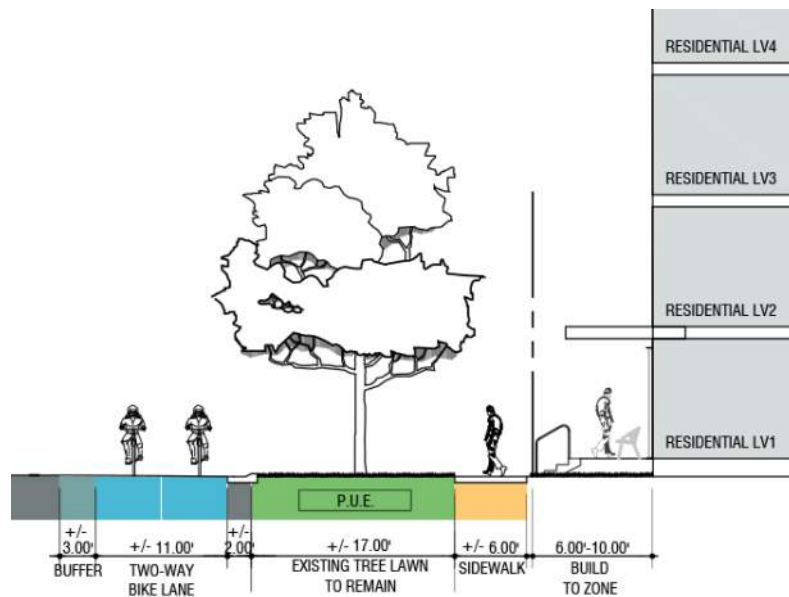 RESIDENTIAL LV4
RESIDENTIAL LV3
RESIDENTIAL LV2
RESIDENTIAL LV1
P.U.E.
+/- 3.00'
+/- 11.00'
+/- 2.00'
+/- 17.00'
+/- 6.00'
6.00'-10.00'
BUFFER
TWO-WAY
BIKE LANE
EXISTING TREE LAWN
TO REMAIN
SIDEWALK
BUILD
TO ZONE